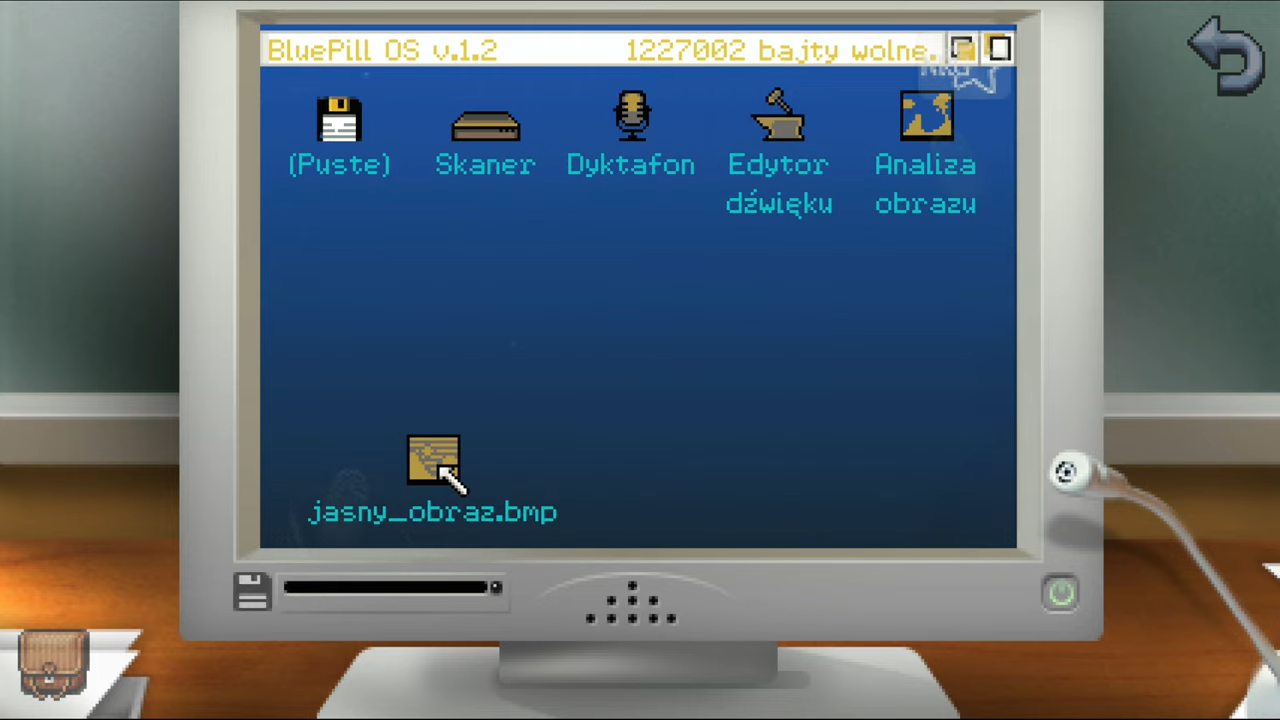 BluePill OS v.1.2 1227002 bajty wolne.
(Puste) Skaner Dyktafon Edytor dźwięku Analiza obrazu
jasny_obraz.bmp